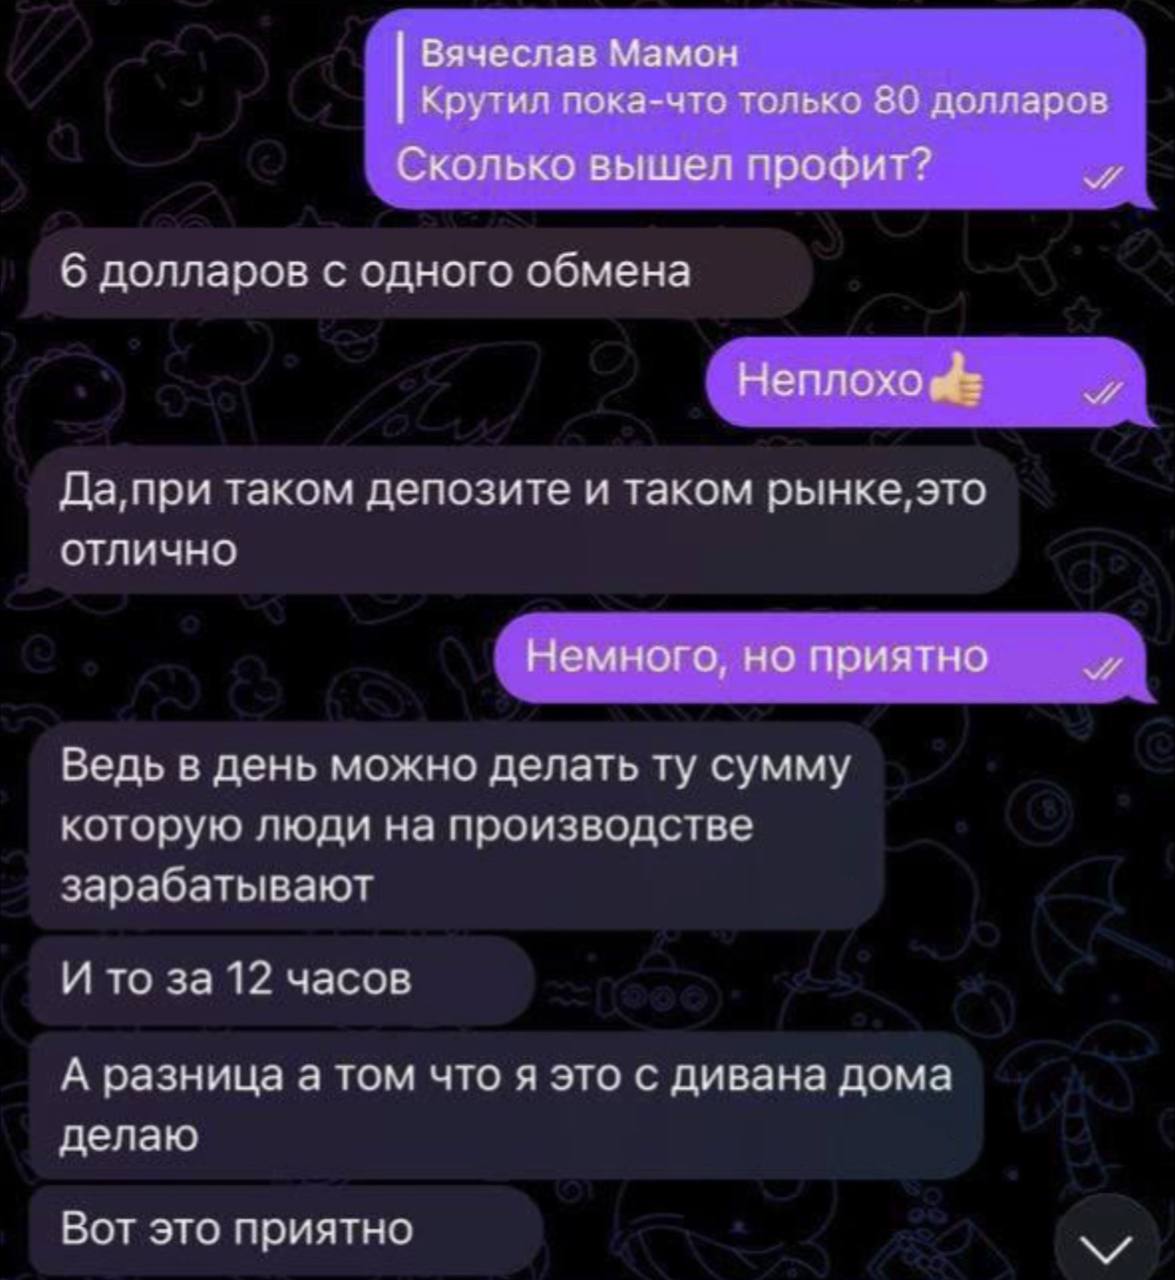 Вячеслав Мамон
Крутил пока-что только 80 долларов
Сколько вышел профит?
6 долларов с одного обмена
Неплохо👍
Да,при таком депозите и таком рынке,это
отлично
Немного, но приятно
Ведь в день можно делать ту сумму
которую люди на производстве
зарабатывают
И то за 12 часов
А разница а том что я это с дивана дома
делаю
Вот это приятно